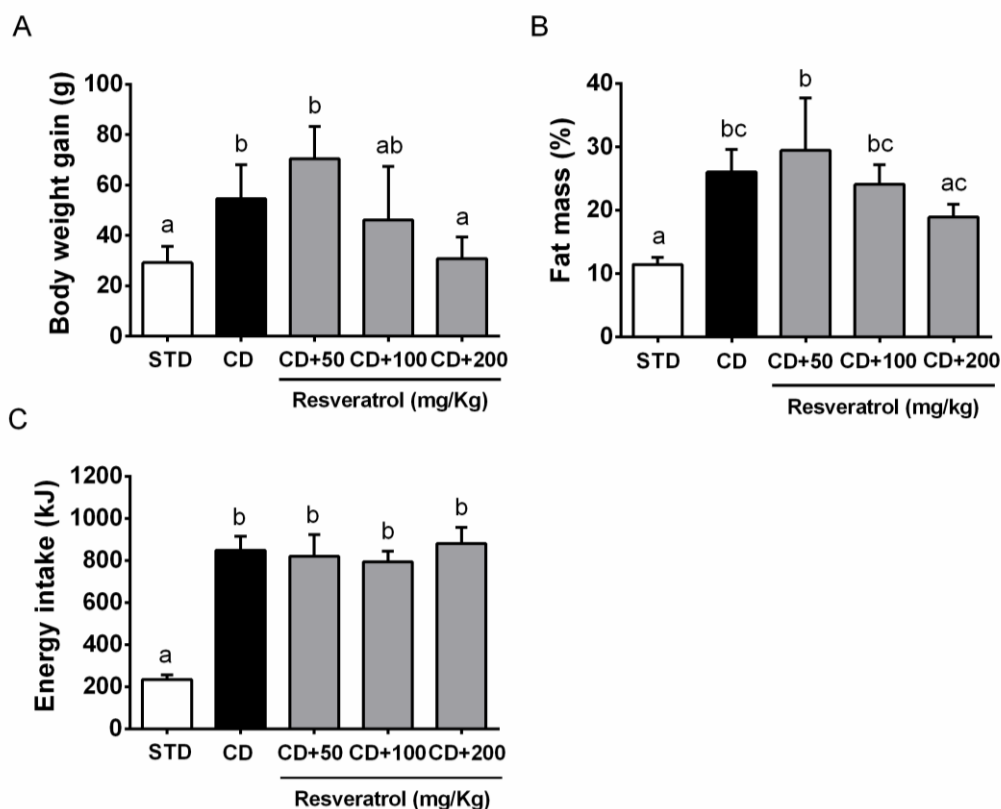 A
Body weight gain (g)
100
80
60
40
20
0
a
b
b
ab
a
STD CD CD+50 CD+100 CD+200
Resveratrol (mg/Kg)
B
Fat mass (%)
40
30
20
10
0
a
bc
b
bc
ac
STD CD CD+50 CD+100 CD+200
Resveratrol (mg/kg)
C
Energy intake (kJ)
1200
1000
800
600
400
200
0
a
b
b
b
b
STD CD CD+50 CD+100 CD+200
Resveratrol (mg/Kg)